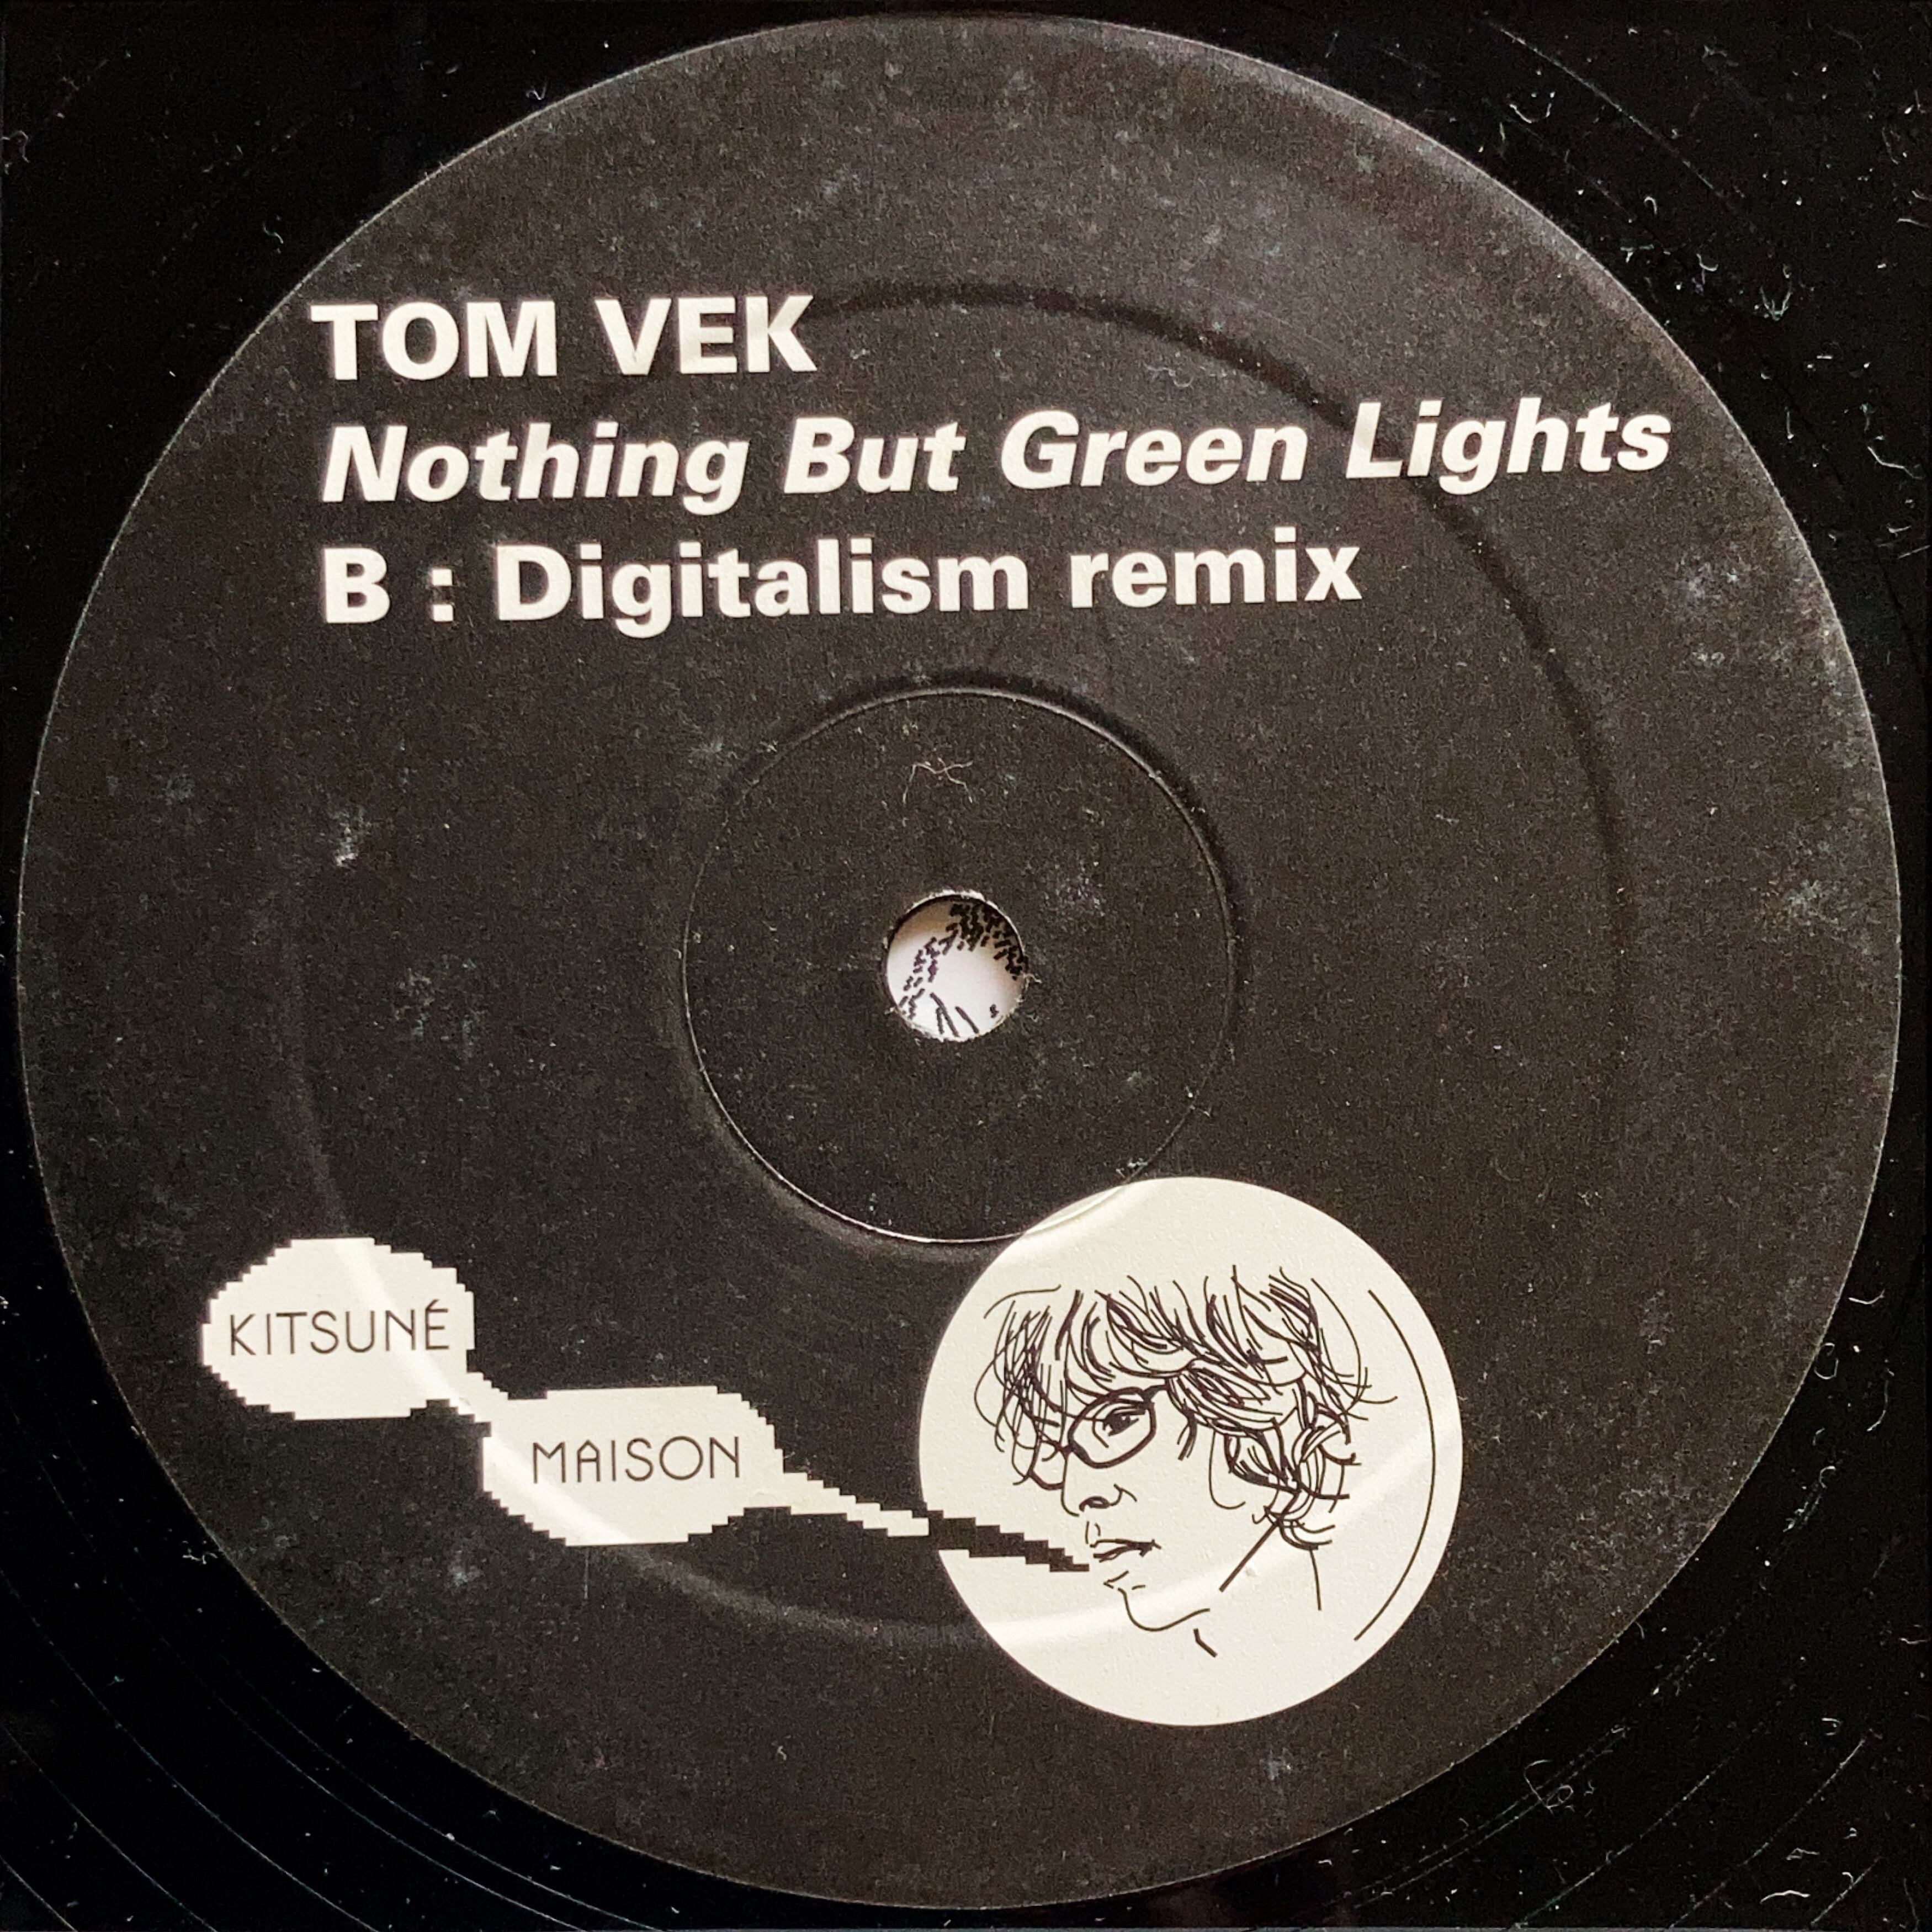 TOM VEK
Nothing But Green Lights
B : Digitalism remix
KITSUNÉ
MAISON